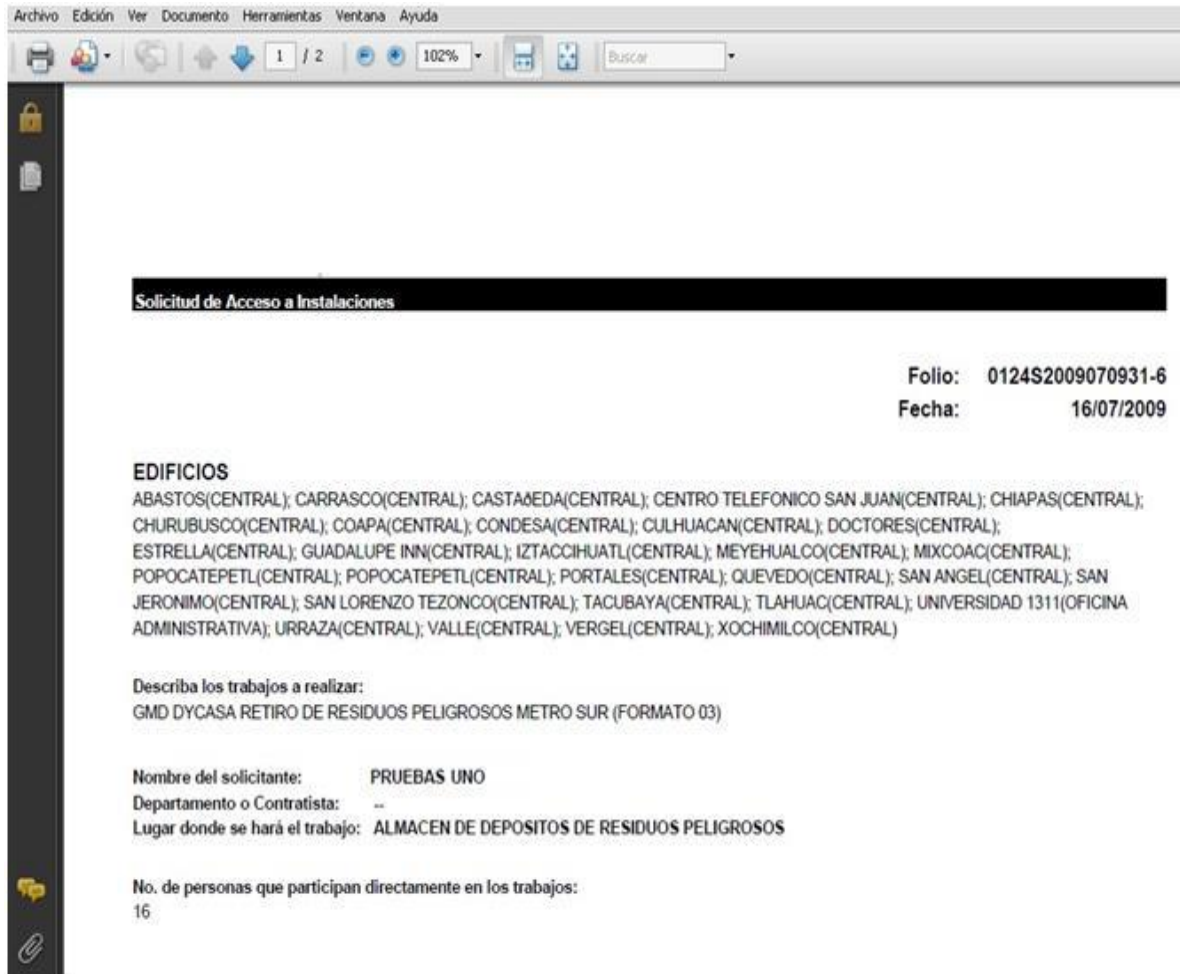 Archivo Edición Ver Documento Herramientas Ventana Ayuda
1 / 2 102% Buscar
Solicitud de Acceso a Instalaciones
Folio: 0124S2009070931-6
Fecha: 16/07/2009
EDIFICIOS
ABASTOS(CENTRAL); CARRASCO(CENTRAL); CASTAðEDA(CENTRAL); CENTRO TELEFONICO SAN JUAN(CENTRAL); CHIAPAS(CENTRAL);
CHURUBUSCO(CENTRAL); COAPA(CENTRAL); CONDESA(CENTRAL); CULHUACAN(CENTRAL); DOCTORES(CENTRAL);
ESTRELLA(CENTRAL); GUADALUPE INN(CENTRAL); IZTACCIHUATL(CENTRAL); MEYEHUALCO(CENTRAL); MIXCOAC(CENTRAL);
POPOCATEPETL(CENTRAL); POPOCATEPETL(CENTRAL); PORTALES(CENTRAL); QUEVEDO(CENTRAL); SAN ANGEL(CENTRAL); SAN
JERONIMO(CENTRAL); SAN LORENZO TEZONCO(CENTRAL); TACUBAYA(CENTRAL); TLAHUAC(CENTRAL); UNIVERSIDAD 1311(OFICINA
ADMINISTRATIVA); URRAZA(CENTRAL); VALLE(CENTRAL); VERGEL(CENTRAL); XOCHIMILCO(CENTRAL)
Describa los trabajos a realizar:
GMD DYCASA RETIRO DE RESIDUOS PELIGROSOS METRO SUR (FORMATO 03)
Nombre del solicitante: PRUEBAS UNO
Departamento o Contratista: --
Lugar donde se hará el trabajo: ALMACEN DE DEPOSITOS DE RESIDUOS PELIGROSOS
No. de personas que participan directamente en los trabajos:
16